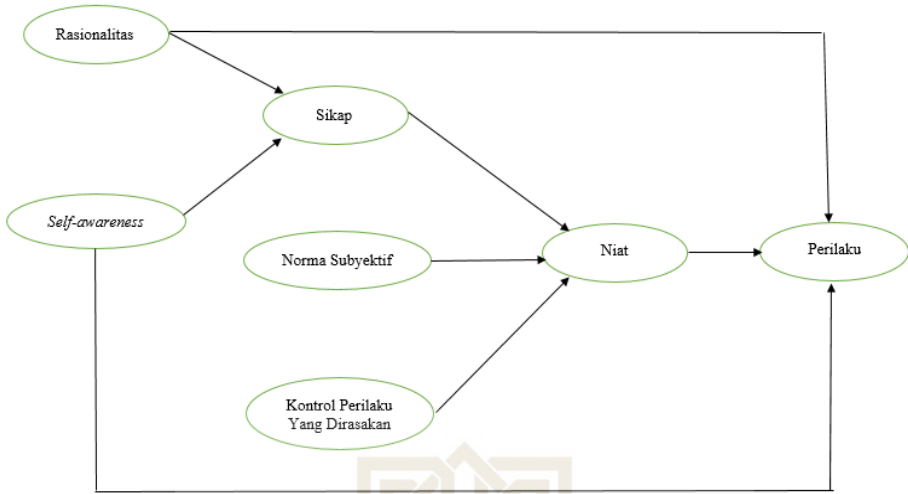 Rasionalitas
Sikap
Self-awareness
Norma Subyektif
Niat
Perilaku
Kontrol Perilaku
Yang Dirasakan